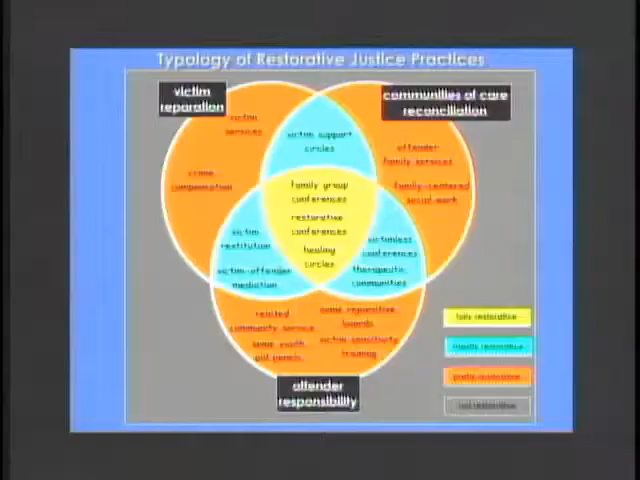 Typology of Restorative Justice Practices
victim
reparation
communities of care
reconciliation
victim
services
victim support
circles
offender
family services
crime
compensation
family group
conferences
family-centered
social work
restorative
conferences
victim
restitution
victimless
conferences
healing
circles
victim-offender
mediation
therapeutic
communities
related
community service
some reparative
boards
some youth
victim sensitivity
training
offender
responsibility
fully restorative
mostly restorative
partly restorative
not restorative